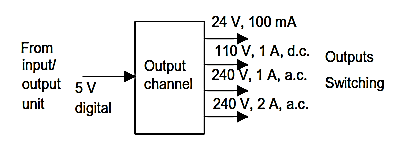 From
input/
output
unit
5 V
digital
Output
channel
24 V, 100 mA
110 V, 1 A, d.c.
240 V, 1 A, a.c.
240 V, 2 A, a.c.
Outputs
Switching